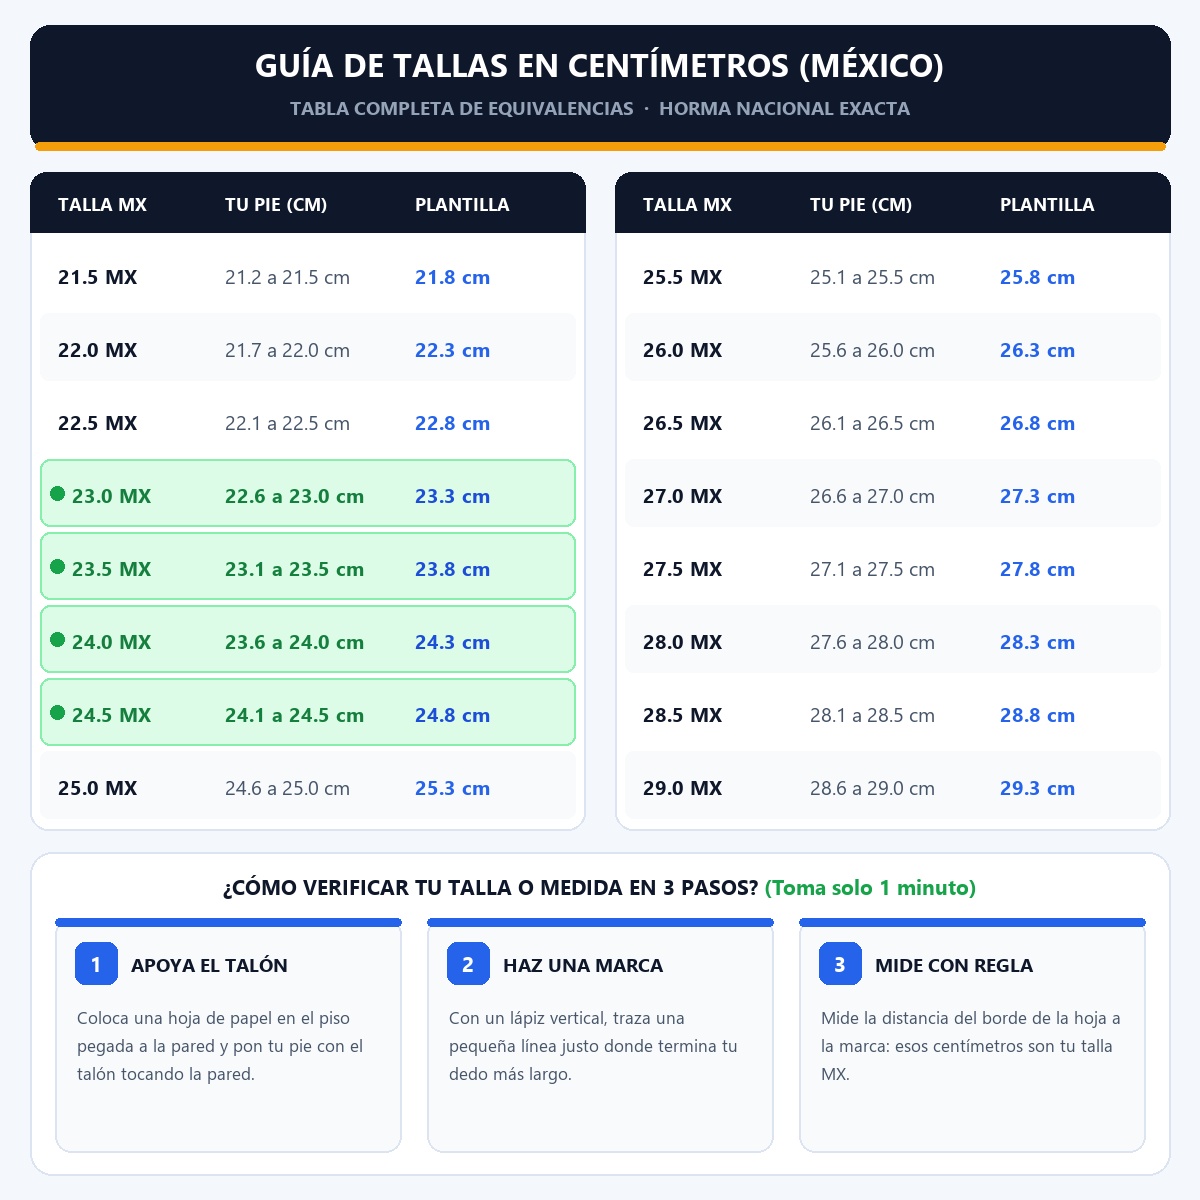 GUÍA DE TALLAS EN CENTÍMETROS (MÉXICO)
TABLA COMPLETA DE EQUIVALENCIAS · HORMA NACIONAL EXACTA
TALLA MX TU PIE (CM) PLANTILLA
21.5 MX 21.2 a 21.5 cm 21.8 cm
22.0 MX 21.7 a 22.0 cm 22.3 cm
22.5 MX 22.1 a 22.5 cm 22.8 cm
23.0 MX 22.6 a 23.0 cm 23.3 cm
23.5 MX 23.1 a 23.5 cm 23.8 cm
24.0 MX 23.6 a 24.0 cm 24.3 cm
24.5 MX 24.1 a 24.5 cm 24.8 cm
25.0 MX 24.6 a 25.0 cm 25.3 cm
TALLA MX TU PIE (CM) PLANTILLA
25.5 MX 25.1 a 25.5 cm 25.8 cm
26.0 MX 25.6 a 26.0 cm 26.3 cm
26.5 MX 26.1 a 26.5 cm 26.8 cm
27.0 MX 26.6 a 27.0 cm 27.3 cm
27.5 MX 27.1 a 27.5 cm 27.8 cm
28.0 MX 27.6 a 28.0 cm 28.3 cm
28.5 MX 28.1 a 28.5 cm 28.8 cm
29.0 MX 28.6 a 29.0 cm 29.3 cm
¿CÓMO VERIFICAR TU TALLA O MEDIDA EN 3 PASOS? (Toma solo 1 minuto)
1 APOYA EL TALÓN
Coloca una hoja de papel en el piso
pegada a la pared y pon tu pie con el
talón tocando la pared.
2 HAZ UNA MARCA
Con un lápiz vertical, traza una
pequeña línea justo donde termina tu
dedo más largo.
3 MIDE CON REGLA
Mide la distancia del borde de la hoja a
la marca: esos centímetros son tu talla
MX.